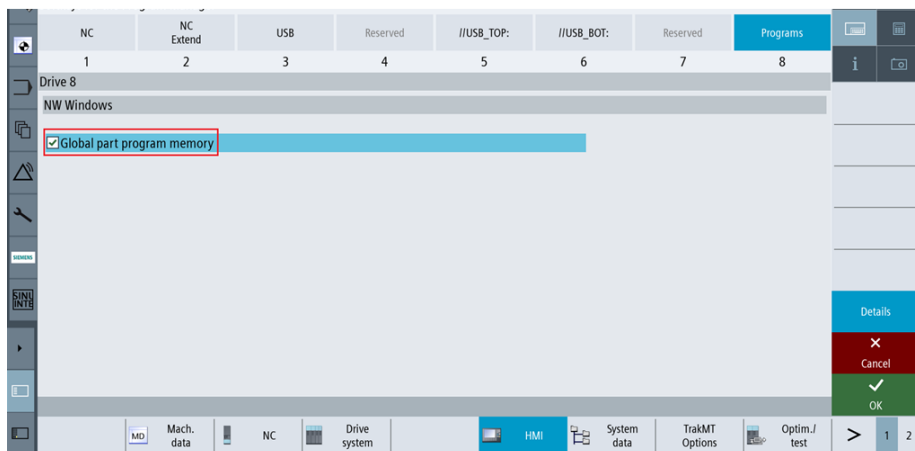 NC
NC
Extend
USB
Reserved
//USB_TOP:
//USB_BOT:
Reserved
Programs
1
2
3
4
5
6
7
8
i
Drive 8
NW Windows
Global part program memory
SIEMENS
SINU
INTE
Details
Cancel
OK
MD
Mach.
data
NC
Drive
system
HMI
System
data
TrakMT
Options
Optim./
test
>
1
2